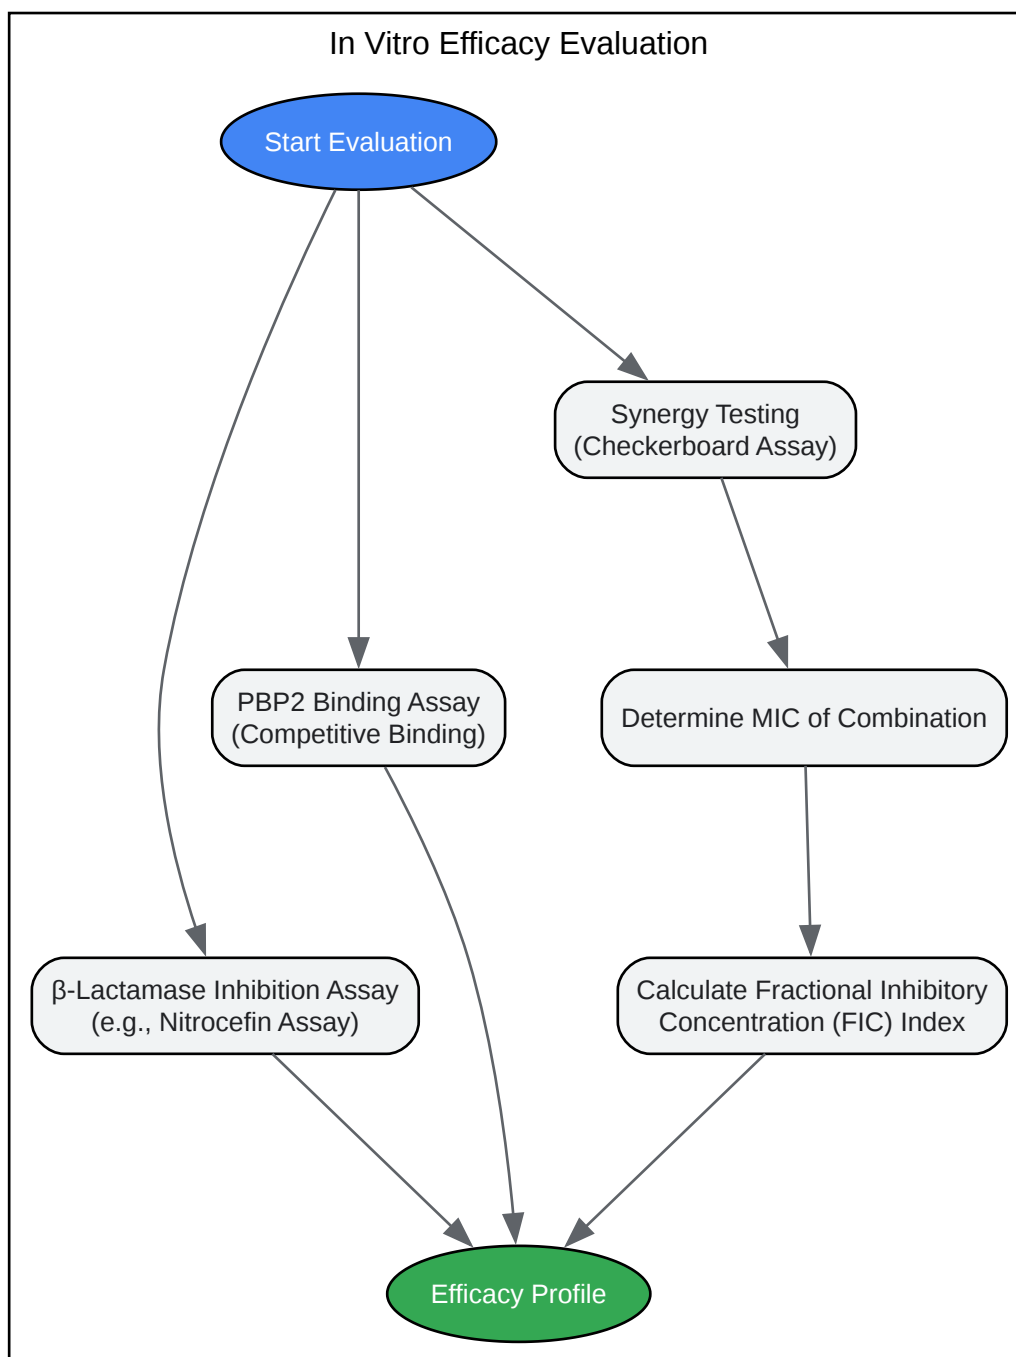 In Vitro Efficacy Evaluation
Start Evaluation
Synergy Testing
(Checkerboard Assay)
PBP2 Binding Assay
(Competitive Binding)
Determine MIC of Combination
β-Lactamase Inhibition Assay
(e.g., Nitrocefin Assay)
Calculate Fractional Inhibitory
Concentration (FIC) Index
Efficacy Profile